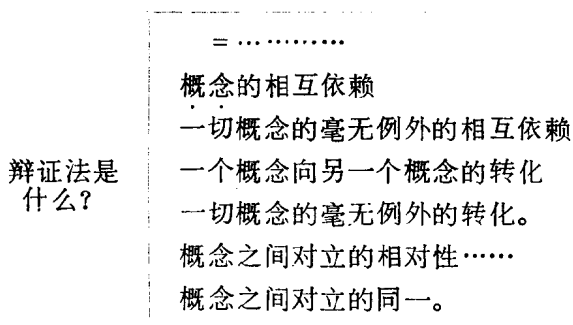 辩证法是
什么？
= …………
概念的相互依赖
一切概念的毫无例外的相互依赖
一个概念向另一个概念的转化
一切概念的毫无例外的转化。
概念之间对立的相对性……
概念之间对立的同一。